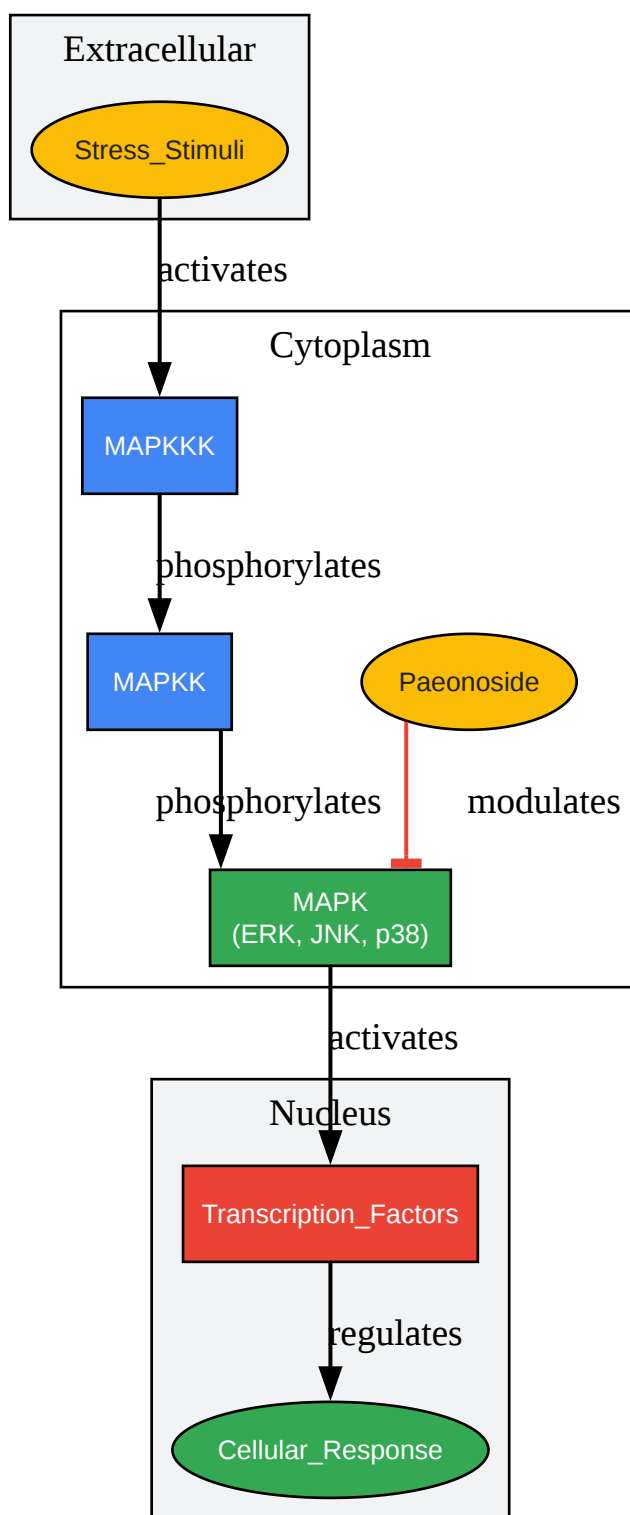 Extracellular
Stress_Stimuli
activates
Cytoplasm
MAPKKK
phosphorylates
MAPKK
Paeonoside
phosphorylates
modulates
MAPK
(ERK, JNK, p38)
activates
Nucleus
Transcription_Factors
regulates
Cellular_Response